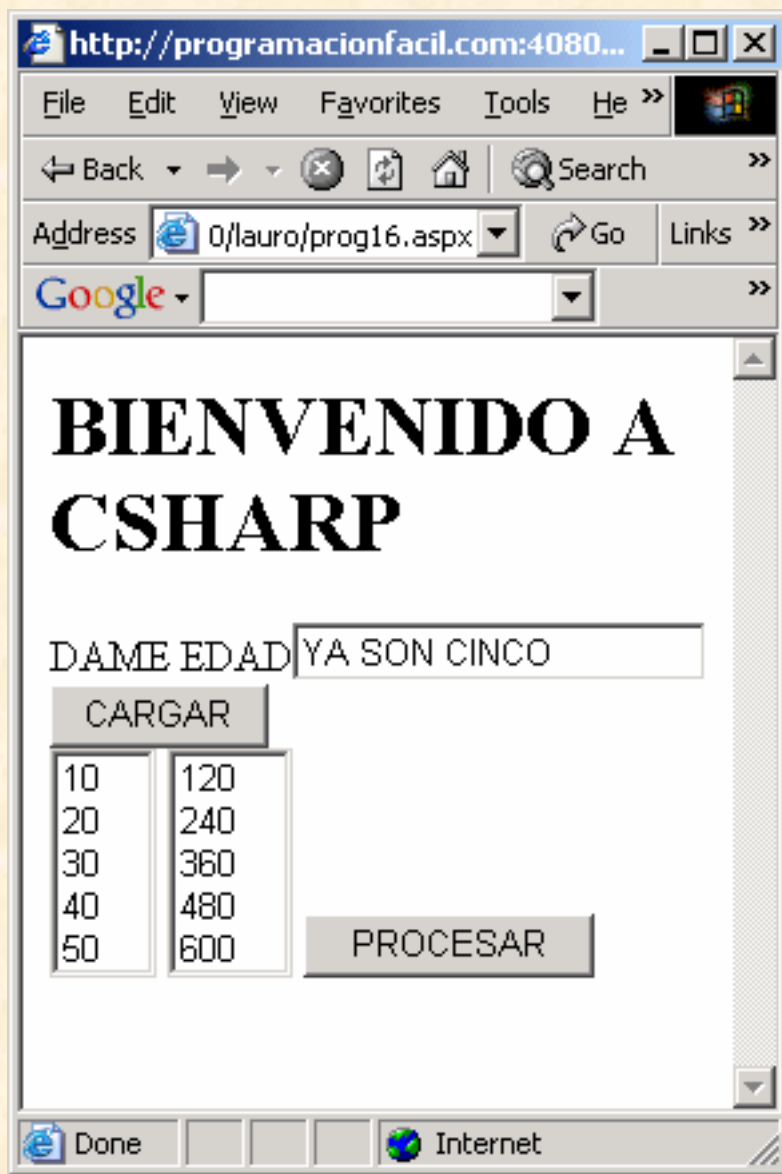 http://programacionfacil.com:4080...
File Edit View Favorites Tools He »
Back Search »
Address 0/lauro/prog16.aspx Go Links »
Google »
BIENVENIDO A
CSHARP
DAME EDAD YA SON CINCO
CARGAR
10 120
20 240
30 360
40 480
50 600 PROCESAR
Done Internet